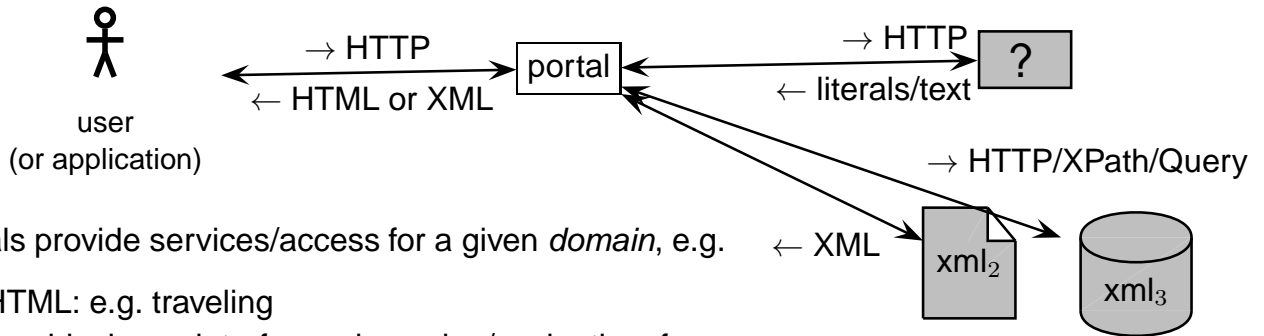 → HTTP
→ HTTP
portal
?
← HTML or XML
← literals/text
user
(or application)
→ HTTP/XPath/Query
provide services/access for a given domain, e.g.
← XML
xml₂
xml₃
HTML: e.g. traveling